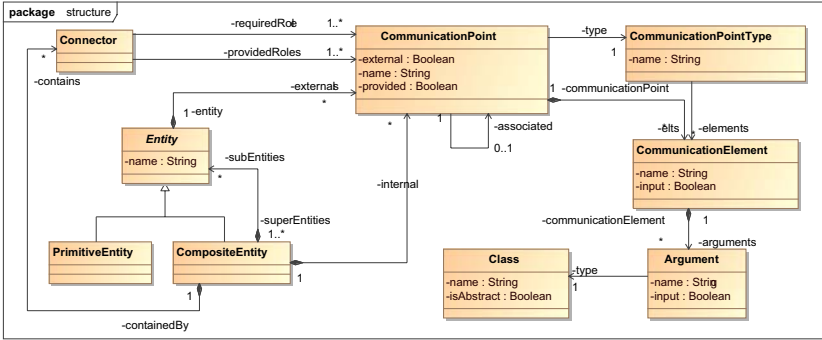 package structure
-requiredRole
1..*
Connector
CommunicationPoint
-external : Boolean
-name : String
-provided : Boolean
-type
1
CommunicationPointType
-name : String
-providedRoles
1..*
*
-contains
-externals
*
1
-entity
1
-communicationPoint
Entity
-name : String
-subEntities
*
*
1
-associated
0..1
-elts
*
-elements
CommunicationElement
-name : String
-input : Boolean
-internal
-superEntities
1..*
-communicationElement
1
*
-arguments
PrimitiveEntity
CompositeEntity
1
1
-containedBy
Class
-name : String
-isAbstract : Boolean
-type
1
Argument
-name : String
-input : Boolean